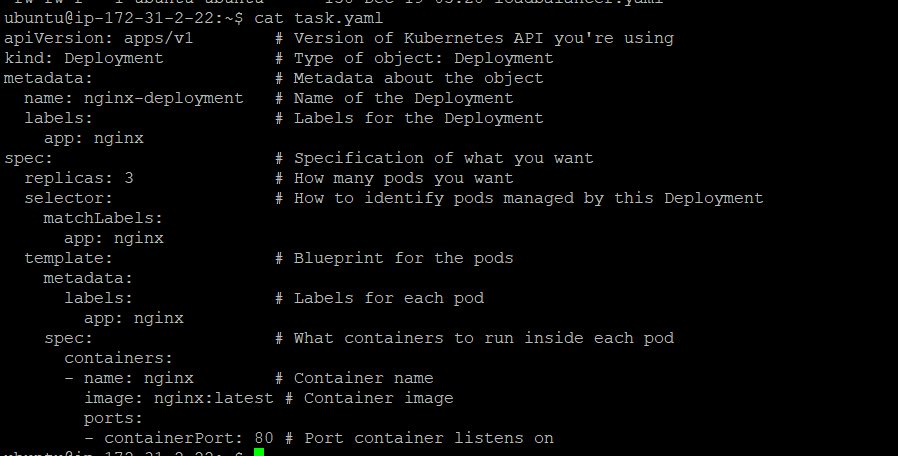 ubuntu@ip-172-31-2-22:~$ cat task.yaml
apiVersion: apps/v1        # Version of Kubernetes API you're using
kind: Deployment           # Type of object: Deployment
metadata:                  # Metadata about the object
  name: nginx-deployment   # Name of the Deployment
  labels:                  # Labels for the Deployment
    app: nginx
spec:                      # Specification of what you want
  replicas: 3              # How many pods you want
  selector:                # How to identify pods managed by this Deployment
    matchLabels:
      app: nginx
  template:                # Blueprint for the pods
    metadata:
      labels:              # Labels for each pod
        app: nginx
    spec:                  # What containers to run inside each pod
      containers:
      - name: nginx        # Container name
        image: nginx:latest # Container image
        ports:
        - containerPort: 80 # Port container listens on
ubuntu@ip-172-31-2-22:~$